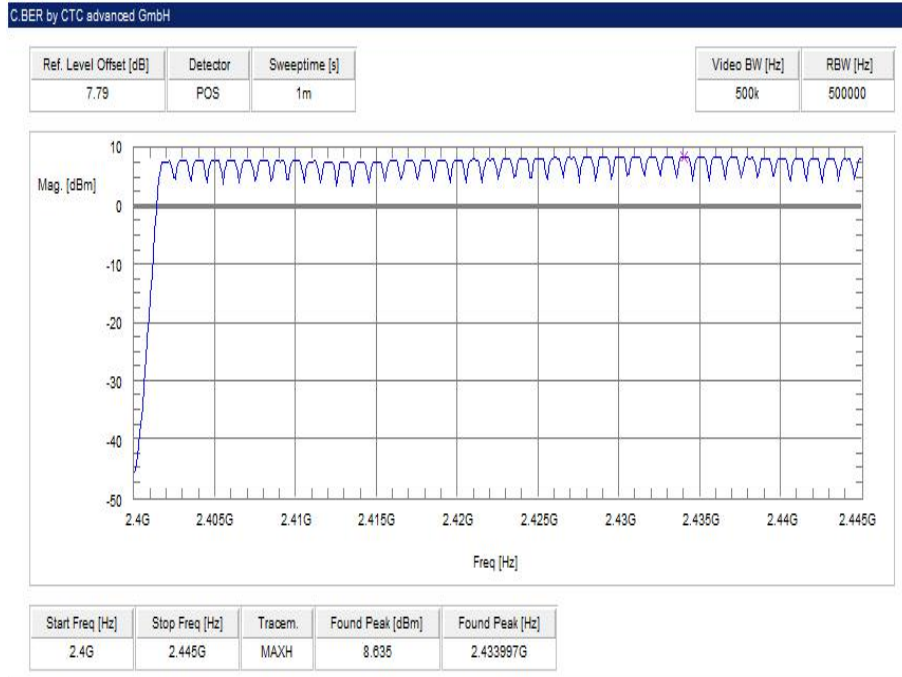 C.BER by CTC advanced GmbH
Ref. Level Offset [dB] Detector Sweeptime [s] Video BW [Hz] RBW [Hz]
7.79 POS 1m 500k 500000
10
Mag. [dBm]
0
-10
-20
-30
-40
-50
2.4G 2.405G 2.41G 2.415G 2.42G 2.425G 2.43G 2.435G 2.44G 2.445G
Freq [Hz]
Start Freq [Hz] Stop Freq [Hz] Tracem. Found Peak [dBm] Found Peak [Hz]
2.4G 2.445G MAXH 8.635 2.433997G